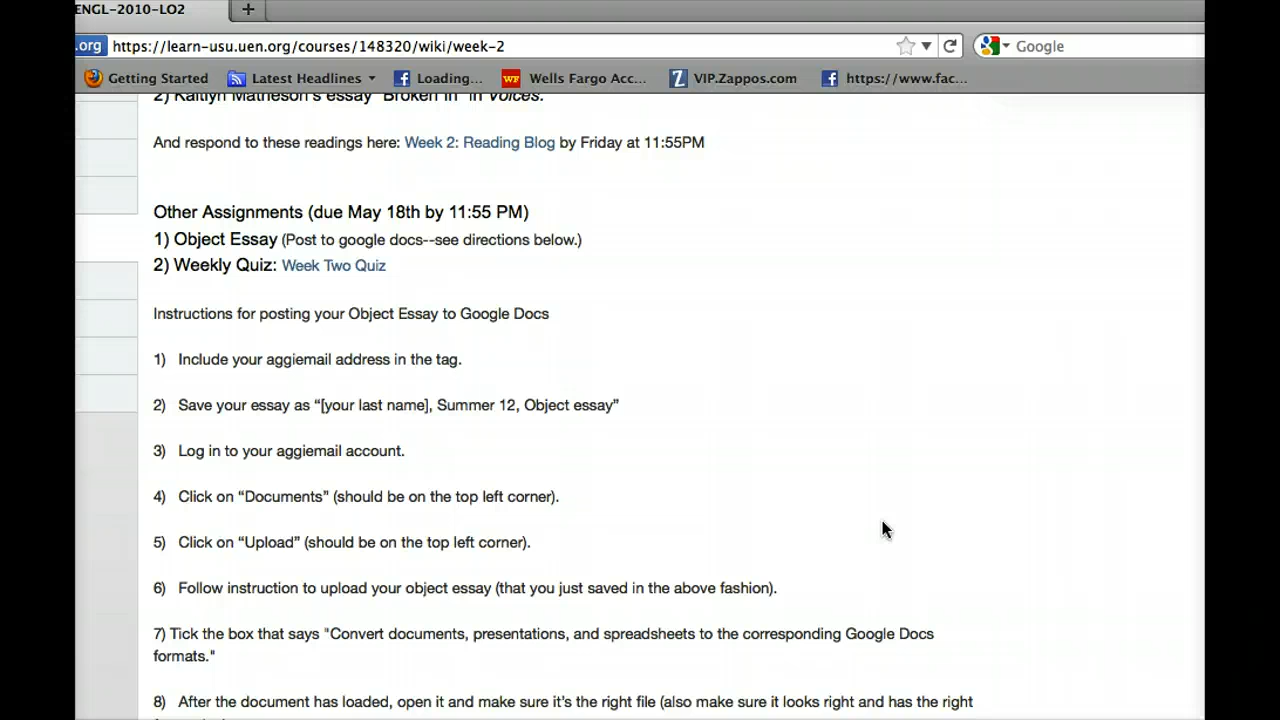 ENGL-2010-LO2
.org https://learn-usu.uen.org/courses/148320/wiki/week-2 Google
Getting Started Latest Headlines Loading... Wells Fargo Acc... VIP.Zappos.com https://www.fac...
2) Kaitlyn Matheson's essay "Broken In" in Voices.
And respond to these readings here: Week 2: Reading Blog by Friday at 11:55PM
Other Assignments (due May 18th by 11:55 PM)
1) Object Essay (Post to google docs--see directions below.)
2) Weekly Quiz: Week Two Quiz
Instructions for posting your Object Essay to Google Docs
1) Include your aggiemail address in the tag.
2) Save your essay as “[your last name], Summer 12, Object essay”
3) Log in to your aggiemail account.
4) Click on “Documents” (should be on the top left corner).
5) Click on “Upload” (should be on the top left corner).
6) Follow instruction to upload your object essay (that you just saved in the above fashion).
7) Tick the box that says "Convert documents, presentations, and spreadsheets to the corresponding Google Docs
formats."
8) After the document has loaded, open it and make sure it’s the right file (also make sure it looks right and has the right